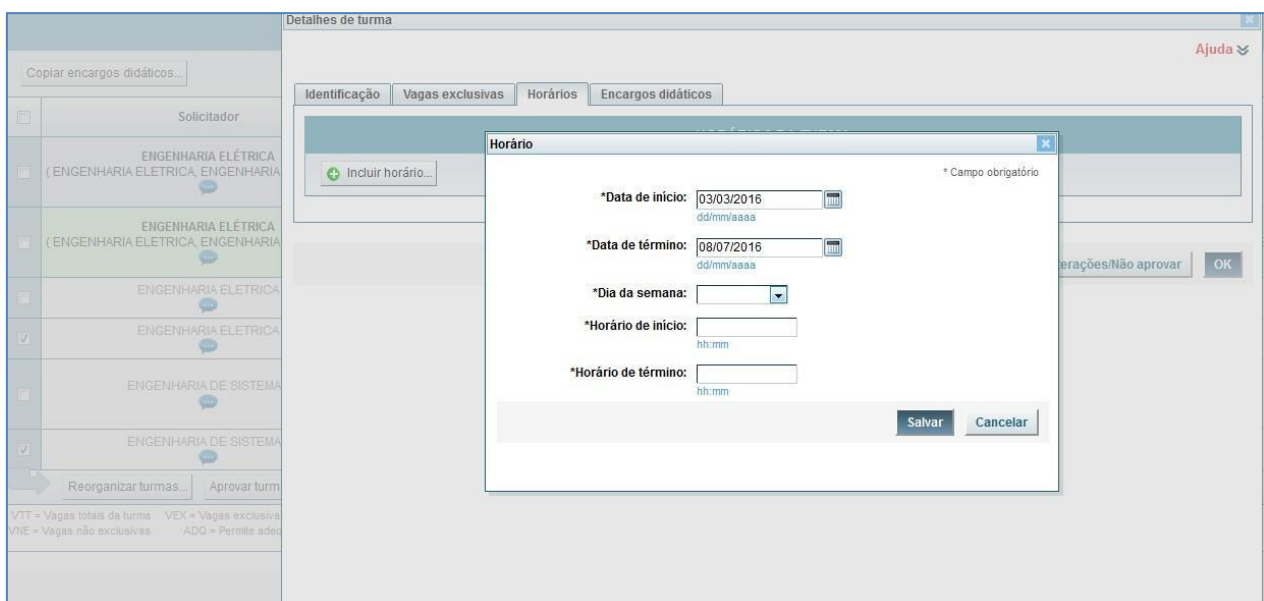 Detalhes de turma
Ajuda
Copiar encargos didáticos...
Identificação Vagas exclusivas Horários Encargos didáticos
Solicitador
ENGENHARIA ELÉTRICA
( ENGENHARIA ELETRICA, ENGENHARIA
ENGENHARIA ELÉTRICA
( ENGENHARIA ELETRICA, ENGENHARIA
ENGENHARIA ELETRICA
ENGENHARIA ELETRICA
ENGENHARIA DE SISTEMA
ENGENHARIA DE SISTEMA
Reorganizar turmas... Aprovar turm
VTT = Vagas totais da turma VEX = Vagas exclusiva
VNE = Vagas não exclusivas ADQ = Permite adeq
Incluir horário...
Horário
* Campo obrigatório
*Data de início: 03/03/2016
dd/mm/aaaa
*Data de término: 08/07/2016
dd/mm/aaaa
*Dia da semana:
*Horário de início:
hh:mm
*Horário de término:
hh:mm
Salvar Cancelar
erações/Não aprovar OK